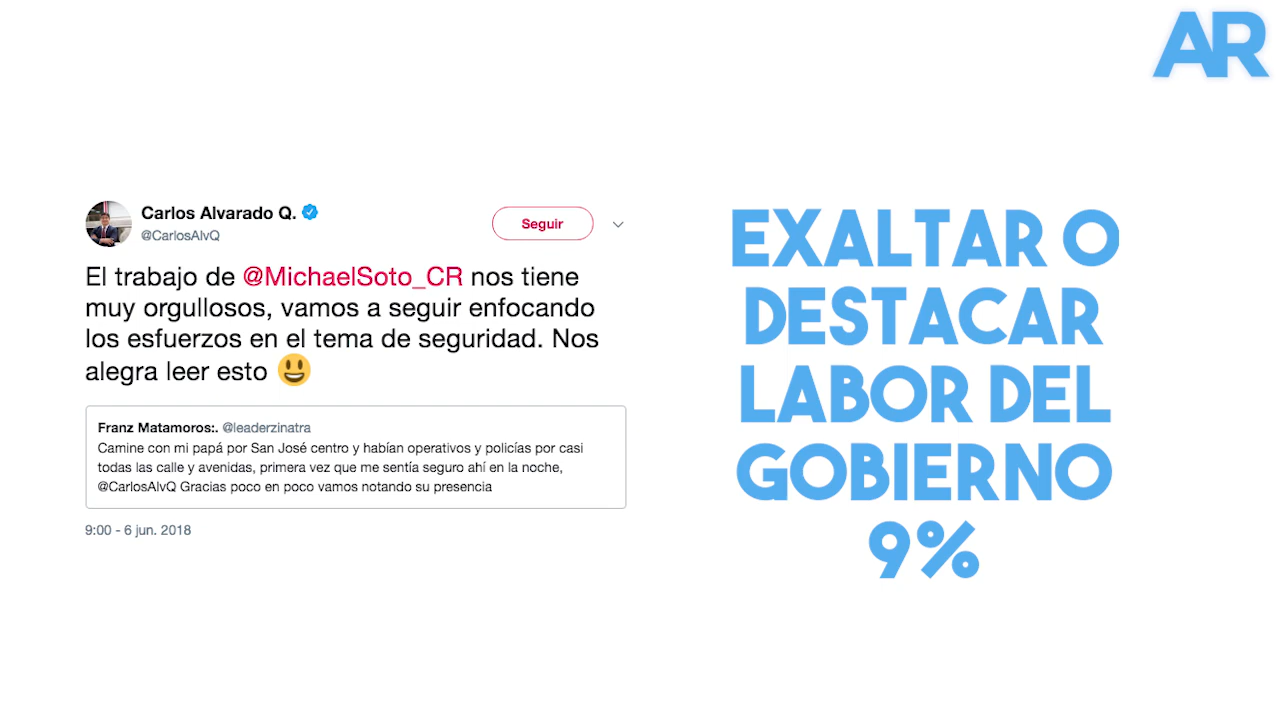 AR
Carlos Alvarado Q.
@CarlosAlvQ
Seguir
El trabajo de @MichaelSoto_CR nos tiene
muy orgullosos, vamos a seguir enfocando
los esfuerzos en el tema de seguridad. Nos
alegra leer esto 😃
Franz Matamoros:. @leaderzinatra
Camine con mi papá por San José centro y habían operativos y policías por casi
todas las calle y avenidas, primera vez que me sentía seguro ahí en la noche,
@CarlosAlvQ Gracias poco en poco vamos notando su presencia
9:00 - 6 jun. 2018
EXALTAR O
DESTACAR
LABOR DEL
GOBIERNO
9%